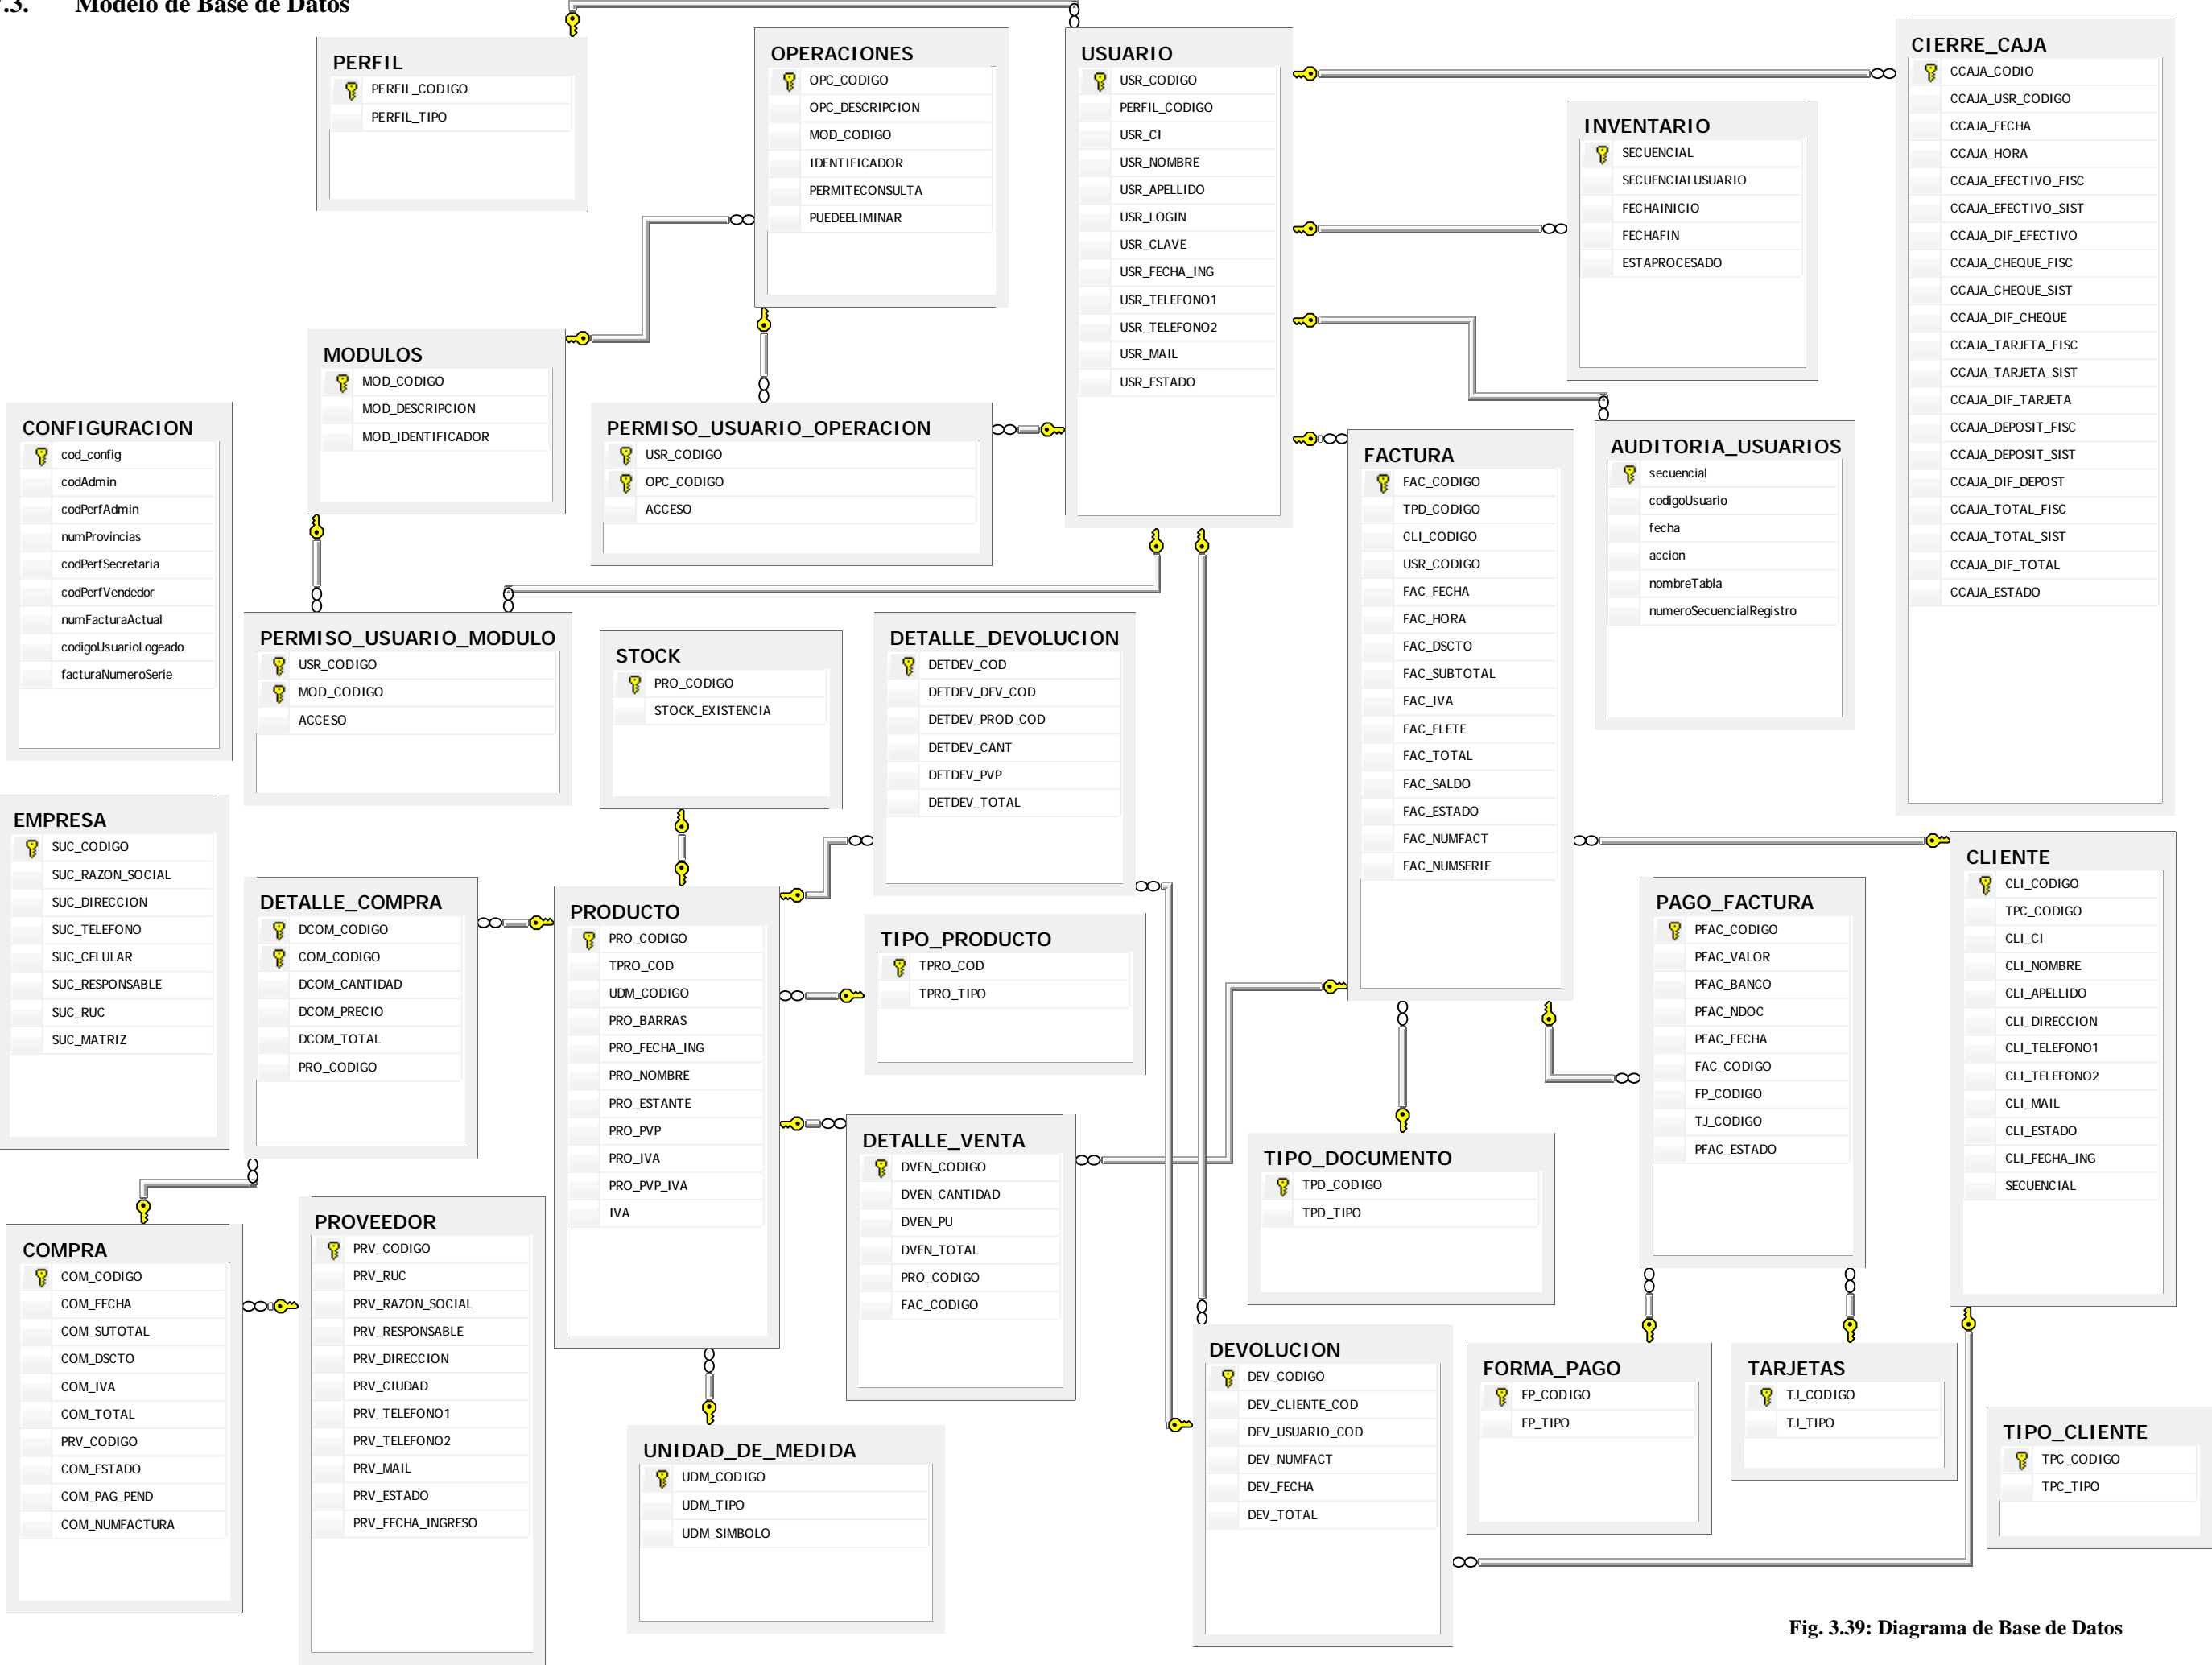 7.3. Modelo de Base de Datos
PERFIL
PERFIL_CODIGO
PERFIL_TIPO
OPERACIONES
OPC_CODIGO
OPC_DESCRIPCION
MOD_CODIGO
IDENTIFICADOR
PERMITECONSULTA
PUEDEELIMINAR
USUARIO
USR_CODIGO
PERFIL_CODIGO
USR_CI
USR_NOMBRE
USR_APELLIDO
USR_LOGIN
USR_CLAVE
USR_FECHA_ING
USR_TELEFONO1
USR_TELEFONO2
USR_MAIL
USR_ESTADO
CIERRE_CAJA
CCAJA_CODIO
CCAJA_USR_CODIGO
CCAJA_FECHA
CCAJA_HORA
CCAJA_EFECTIVO_FISC
CCAJA_EFECTIVO_SIST
CCAJA_DIF_EFECTIVO
CCAJA_CHEQUE_FISC
CCAJA_CHEQUE_SIST
CCAJA_DIF_CHEQUE
CCAJA_TARJETA_FISC
CCAJA_TARJETA_SIST
CCAJA_DIF_TARJETA
CCAJA_DEPOSIT_FISC
CCAJA_DEPOSIT_SIST
CCAJA_DIF_DEPOST
CCAJA_TOTAL_FISC
CCAJA_TOTAL_SIST
CCAJA_DIF_TOTAL
CCAJA_ESTADO
INVENTARIO
SECUENCIAL
SECUENCIALUSUARIO
FECHAINICIO
FECHAFIN
ESTAPROCESADO
MODULOS
MOD_CODIGO
MOD_DESCRIPCION
MOD_IDENTIFICADOR
CONFIGURACION
cod_config
codAdmin
codPerfAdmin
numProvincias
codPerfSecretaria
codPerfVendedor
numFacturaActual
codigoUsuarioLogeado
facturaNumeroSerie
PERMISO_USUARIO_OPERACION
USR_CODIGO
OPC_CODIGO
ACCESO
FACTURA
FAC_CODIGO
TPD_CODIGO
CLI_CODIGO
USR_CODIGO
FAC_FECHA
FAC_HORA
FAC_DSCTO
FAC_SUBTOTAL
FAC_IVA
FAC_FLETE
FAC_TOTAL
FAC_SALDO
FAC_ESTADO
FAC_NUMFACT
FAC_NUMSERIE
AUDITORIA_USUARIOS
secuencial
codigoUsuario
fecha
accion
nombreTabla
numeroSecuencialRegistro
PERMISO_USUARIO_MODULO
USR_CODIGO
MOD_CODIGO
ACCESO
STOCK
PRO_CODIGO
STOCK_EXISTENCIA
DETALLE_DEVOLUCION
DETDEV_COD
DETDEV_DEV_COD
DETDEV_PROD_COD
DETDEV_CANT
DETDEV_PVP
DETDEV_TOTAL
EMPRESA
SUC_CODIGO
SUC_RAZON_SOCIAL
SUC_DIRECCION
SUC_TELEFONO
SUC_CELULAR
SUC_RESPONSABLE
SUC_RUC
SUC_MATRIZ
DETALLE_COMPRA
DCOM_CODIGO
COM_CODIGO
DCOM_CANTIDAD
DCOM_PRECIO
DCOM_TOTAL
PRO_CODIGO
PRODUCTO
PRO_CODIGO
TPRO_COD
UDM_CODIGO
PRO_BARRAS
PRO_FECHA_ING
PRO_NOMBRE
PRO_ESTANTE
PRO_PVP
PRO_IVA
PRO_PVP_IVA
IVA
TIPO_PRODUCTO
TPRO_COD
TPRO_TIPO
CLIENTE
CLI_CODIGO
TPC_CODIGO
CLI_CI
CLI_NOMBRE
CLI_APELLIDO
CLI_DIRECCION
CLI_TELEFONO1
CLI_TELEFONO2
CLI_MAIL
CLI_ESTADO
CLI_FECHA_ING
SECUENCIAL
PAGO_FACTURA
PFAC_CODIGO
PFAC_VALOR
PFAC_BANCO
PFAC_NDOC
PFAC_FECHA
FAC_CODIGO
FP_CODIGO
TJ_CODIGO
PFAC_ESTADO
DETALLE_VENTA
DVEN_CODIGO
DVEN_CANTIDAD
DVEN_PU
DVEN_TOTAL
PRO_CODIGO
FAC_CODIGO
TIPO_DOCUMENTO
TPD_CODIGO
TPD_TIPO
COMPRA
COM_CODIGO
COM_FECHA
COM_SUTOTAL
COM_DSCTO
COM_IVA
COM_TOTAL
PRV_CODIGO
COM_ESTADO
COM_PAG_PEND
COM_NUMFACTURA
PROVEEDOR
PRV_CODIGO
PRV_RUC
PRV_RAZON_SOCIAL
PRV_RESPONSABLE
PRV_DIRECCION
PRV_CIUDAD
PRV_TELEFONO1
PRV_TELEFONO2
PRV_MAIL
PRV_ESTADO
PRV_FECHA_INGRESO
UNIDAD_DE_MEDIDA
UDM_CODIGO
UDM_TIPO
UDM_SIMBOLO
DEVOLUCION
DEV_CODIGO
DEV_CLIENTE_COD
DEV_USUARIO_COD
DEV_NUMFACT
DEV_FECHA
DEV_TOTAL
FORMA_PAGO
FP_CODIGO
FP_TIPO
TARJETAS
TJ_CODIGO
TJ_TIPO
TIPO_CLIENTE
TPC_CODIGO
TPC_TIPO
Fig. 3.39: Diagrama de Base de Datos